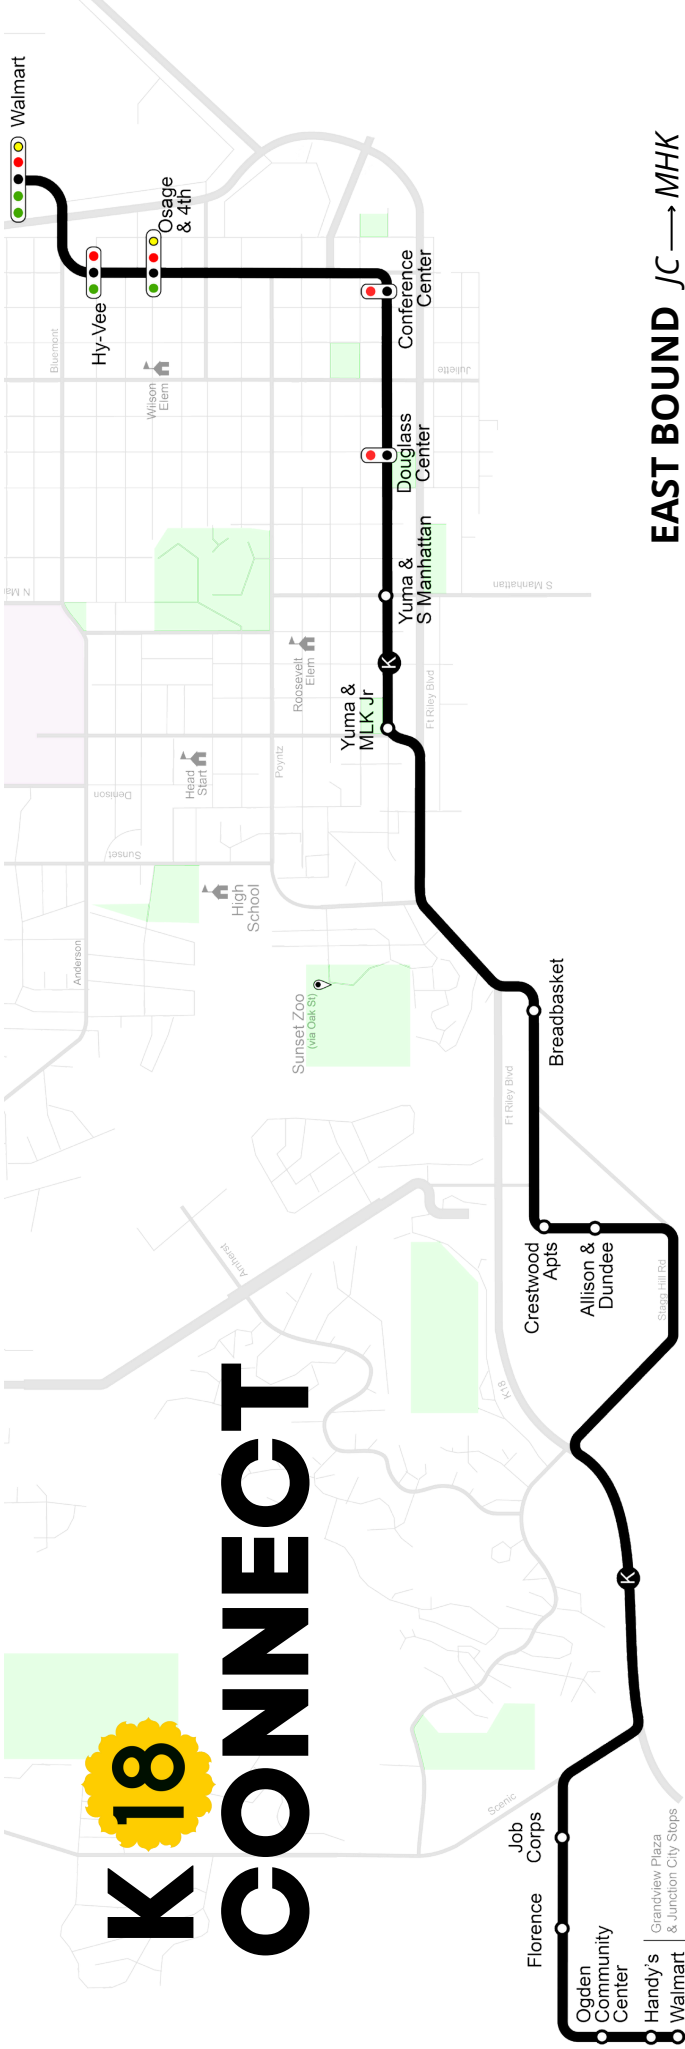 K 18
CONNECT
EAST BOUND JC → MHK
Walmart
Handy's
Grandview Plaza
& Junction City Stops
Ogden
Community
Center
Florence
Job
Corps
Scenic
K
K18
Stagg Hill Rd
Allison &
Dundee
Crestwood
Apts
Amherst
Ft Riley Blvd
Breadbasket
Sunset Zoo
(via Oak St)
Anderson
High
School
Sunset
Denison
Head
Start
Poyntz
Yuma &
MLK Jr
Ft Riley Blvd
K
Roosevelt
Elem
Yuma &
S Manhattan
S Manhattan
Douglass
Center
Wilson
Elem
Juliette
Bluemont
Conference
Center
Hy-Vee
Osage
& 4th
Walmart